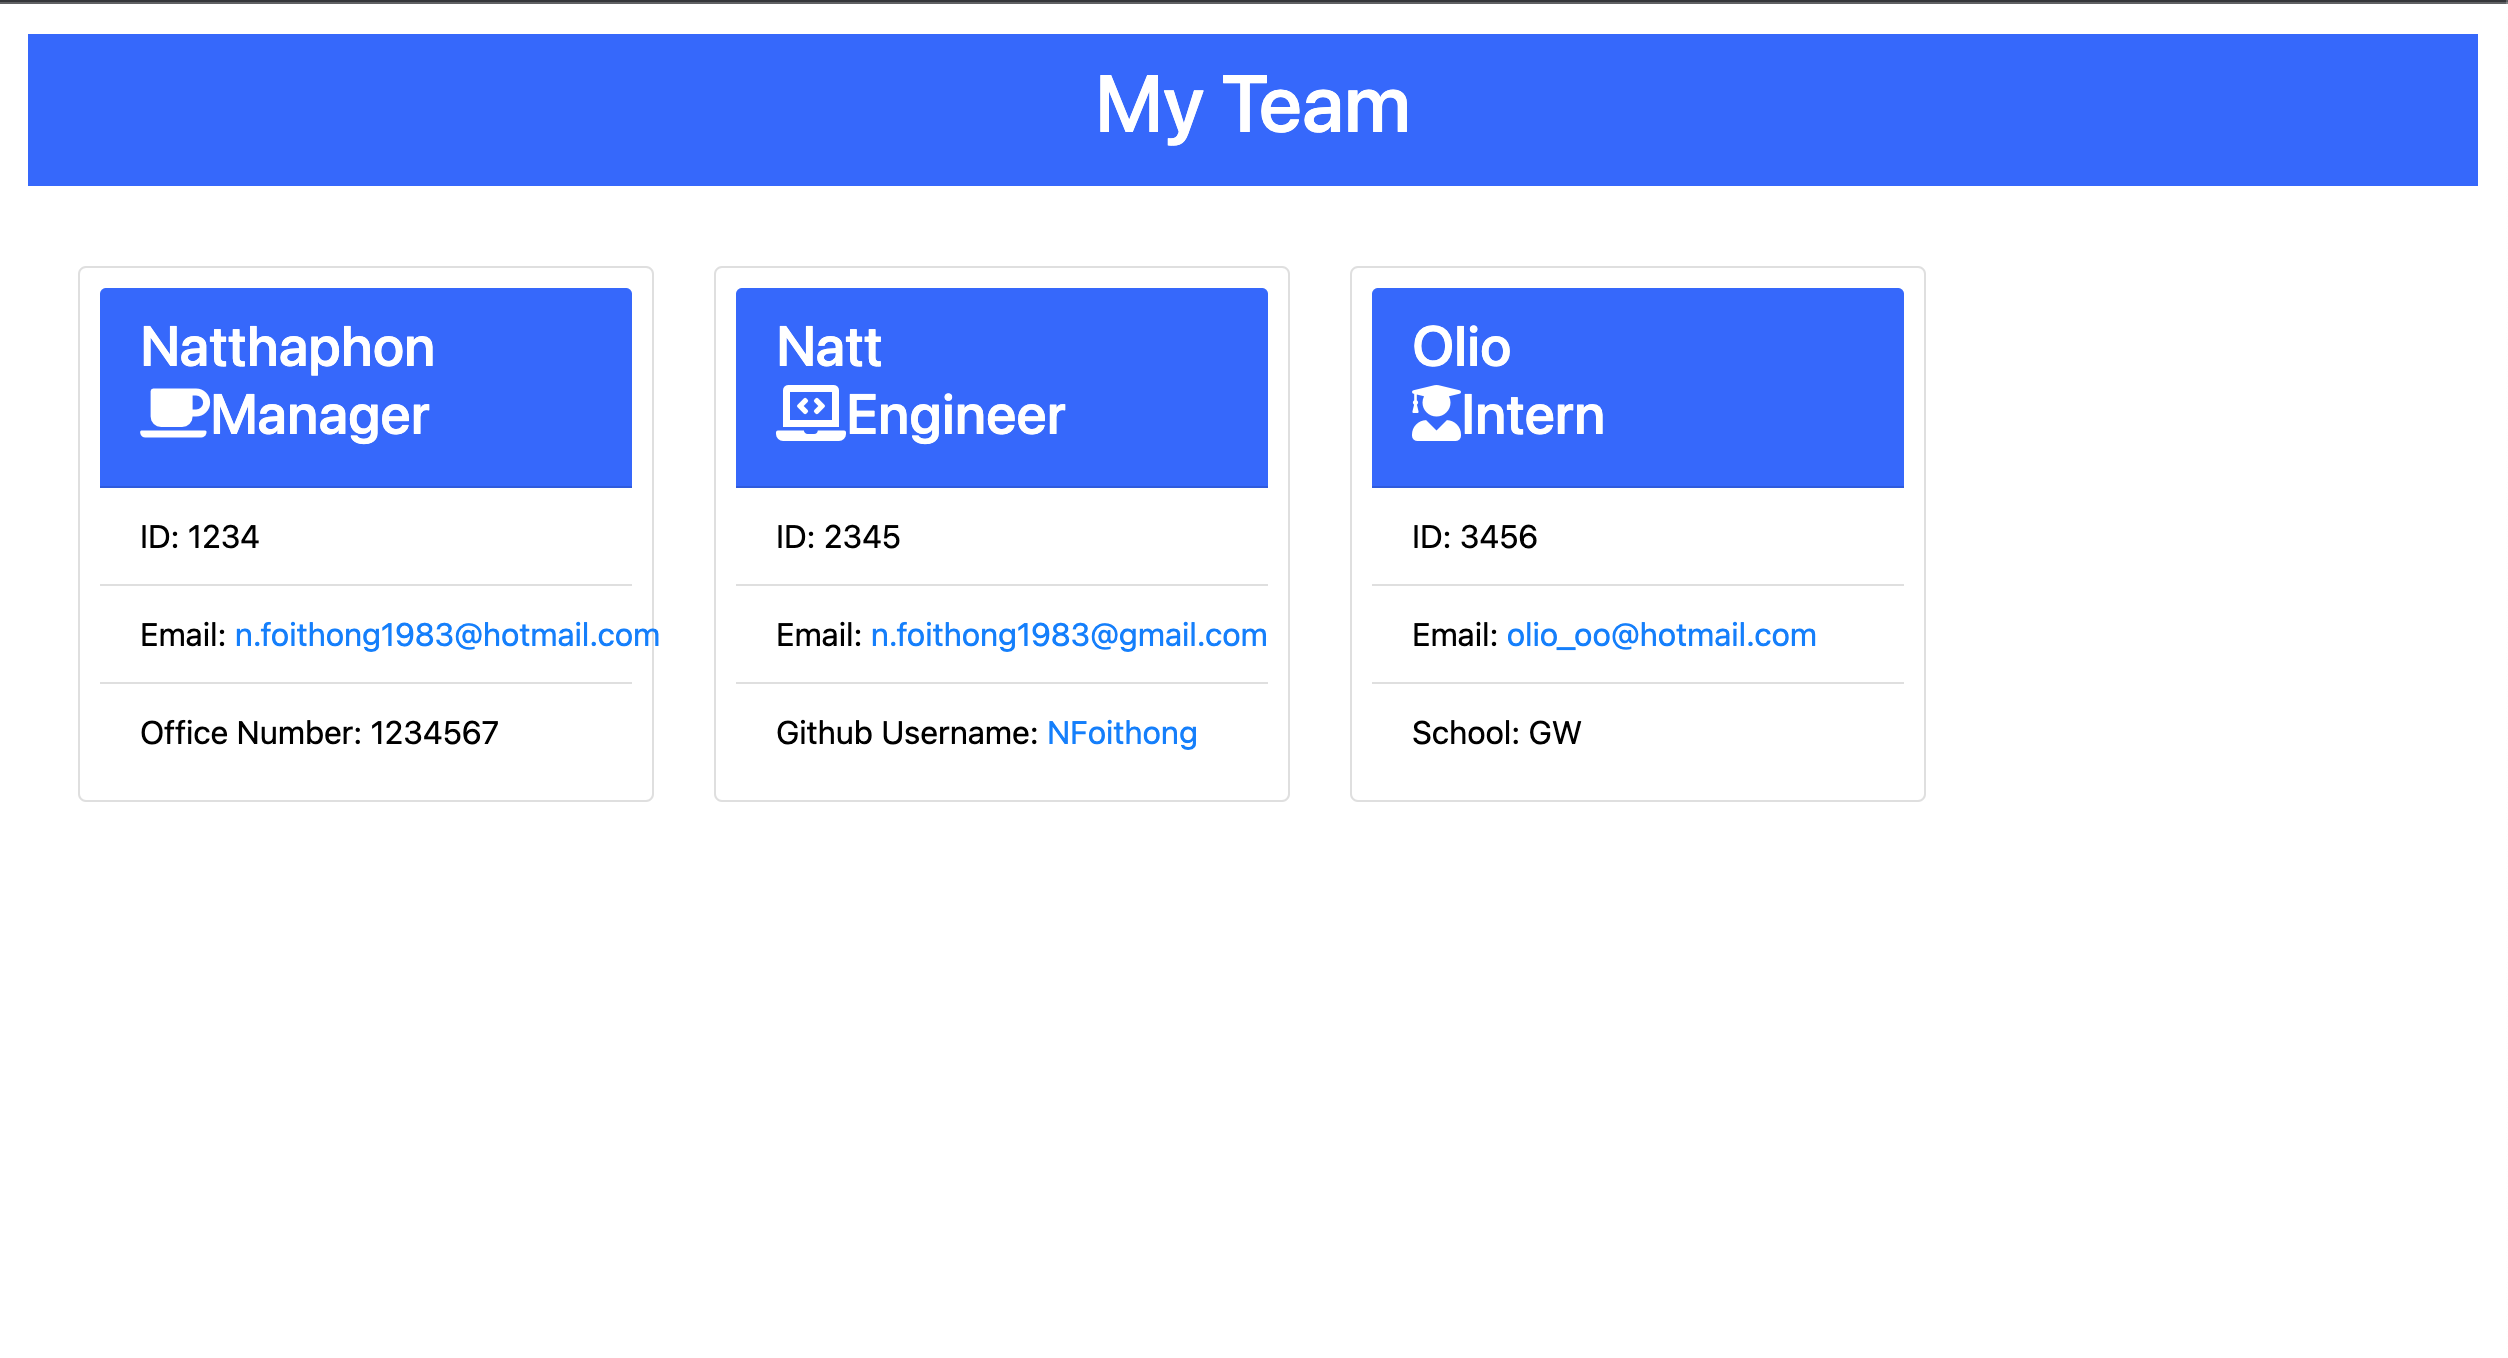 My Team
Natthaphon
Manager
ID: 1234
Email: n.foithong1983@hotmail.com
Office Number: 1234567
Natt
Engineer
ID: 2345
Email: n.foithong1983@gmail.com
Github Username: NFoithong
Olio
Intern
ID: 3456
Email: olio_oo@hotmail.com
School: GW